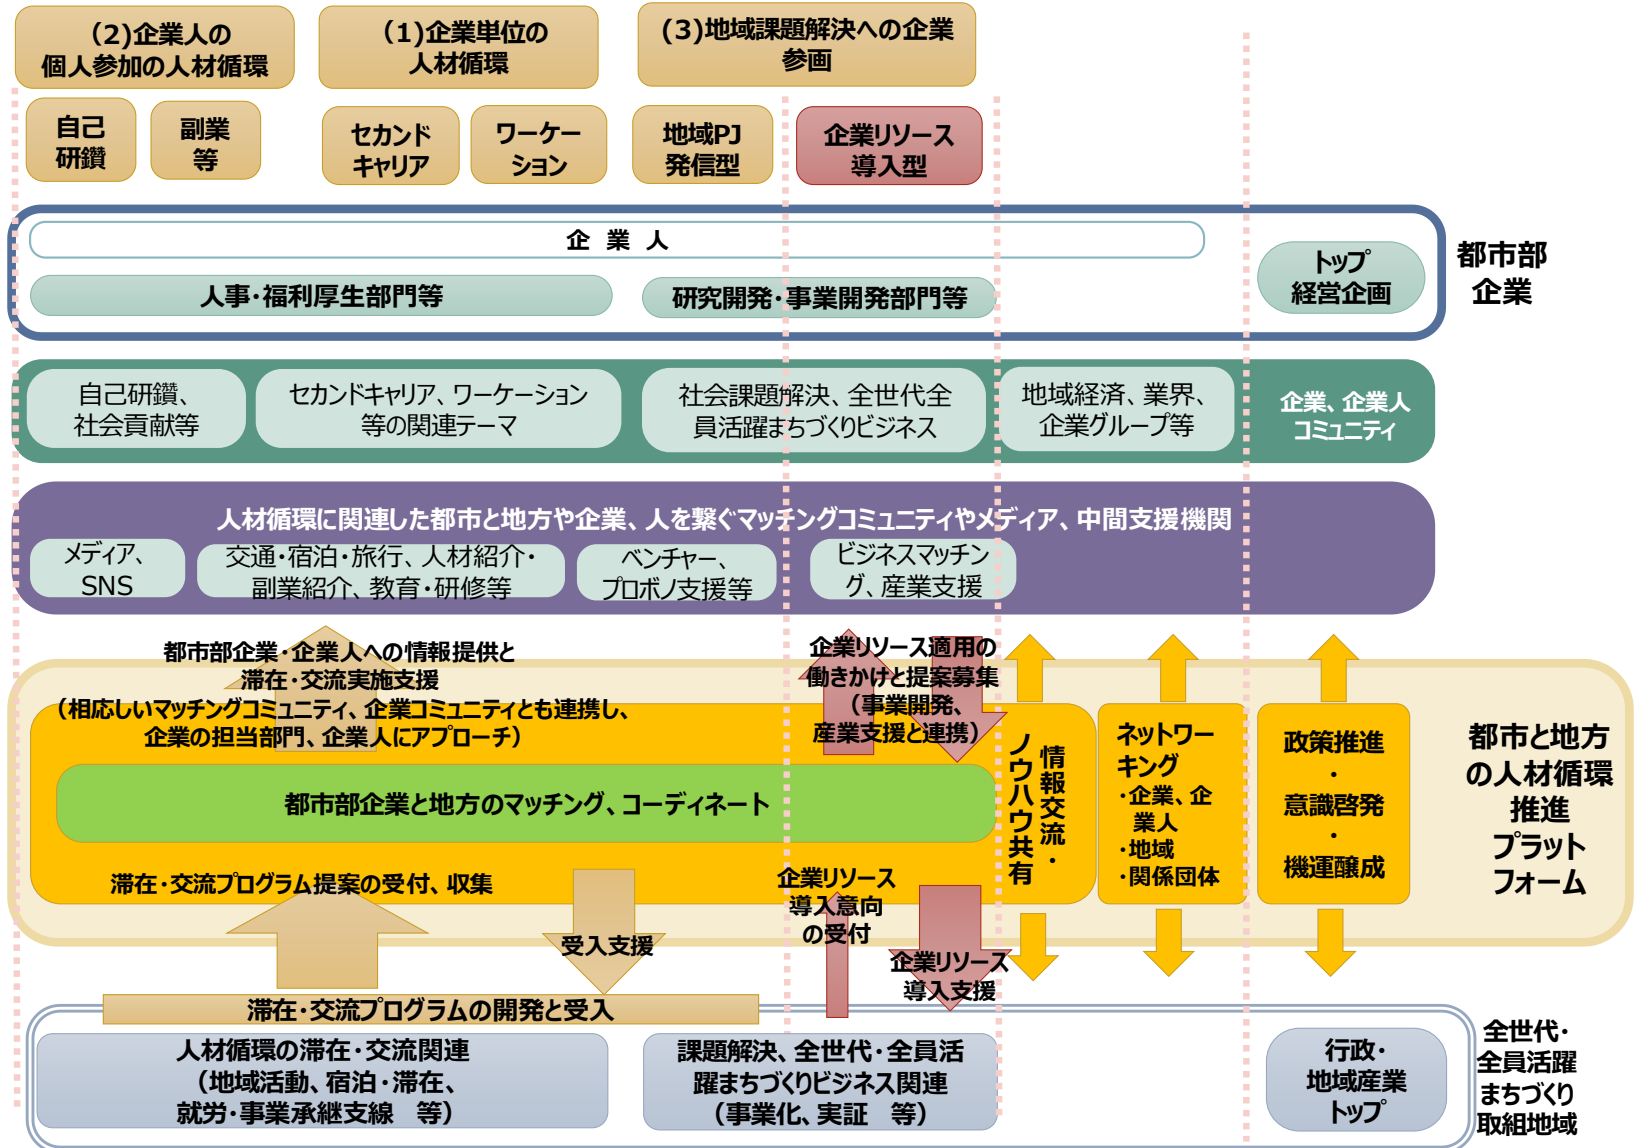 (2)企業人の
個人参加の人材循環
(1)企業単位の
人材循環
(3)地域課題解決への企業
参画
自己
研鑽
副業
等
セカンド
キャリア
ワーケー
ション
地域PJ
発信型
企業リソース
導入型
企 業 人
人事・福利厚生部門等
研究開発・事業開発部門等
トップ
経営企画
都市部
企業
自己研鑽、
社会貢献等
セカンドキャリア、ワーケーション
等の関連テーマ
社会課題解決、全世代全
員活躍まちづくりビジネス
地域経済、業界、
企業グループ等
企業、企業人
コミュニティ
人材循環に関連した都市と地方や企業、人を繋ぐマッチングコミュニティやメディア、中間支援機関
メディア、
SNS
交通・宿泊・旅行、人材紹介・
副業紹介、教育・研修等
ベンチャー、
プロボノ支援等
ビジネスマッチン
グ、産業支援
都市部企業・企業人への情報提供と
滞在・交流実施支援
（相応しいマッチングコミュニティ、企業コミュニティとも連携し、
企業の担当部門、企業人にアプローチ）
企業リソース適用の
働きかけと提案募集
（事業開発、
産業支援と連携）
都市部企業と地方のマッチング、コーディネート
滞在・交流プログラム提案の受付、収集
受入支援
企業リソース
導入意向
の受付
企業リソース
導入支援
情報交流・
ノウハウ共有
ネットワー
キング
・企業、企
業人
・地域
・関係団体
政策推進
・
意識啓発
・
機運醸成
都市と地方
の人材循環
推進
プラット
フォーム
滞在・交流プログラムの開発と受入
人材循環の滞在・交流関連
（地域活動、宿泊・滞在、
就労・事業承継支線　等）
課題解決、全世代・全員活
躍まちづくりビジネス関連
（事業化、実証　等）
行政・
地域産業
トップ
全世代・
全員活躍
まちづくり
取組地域